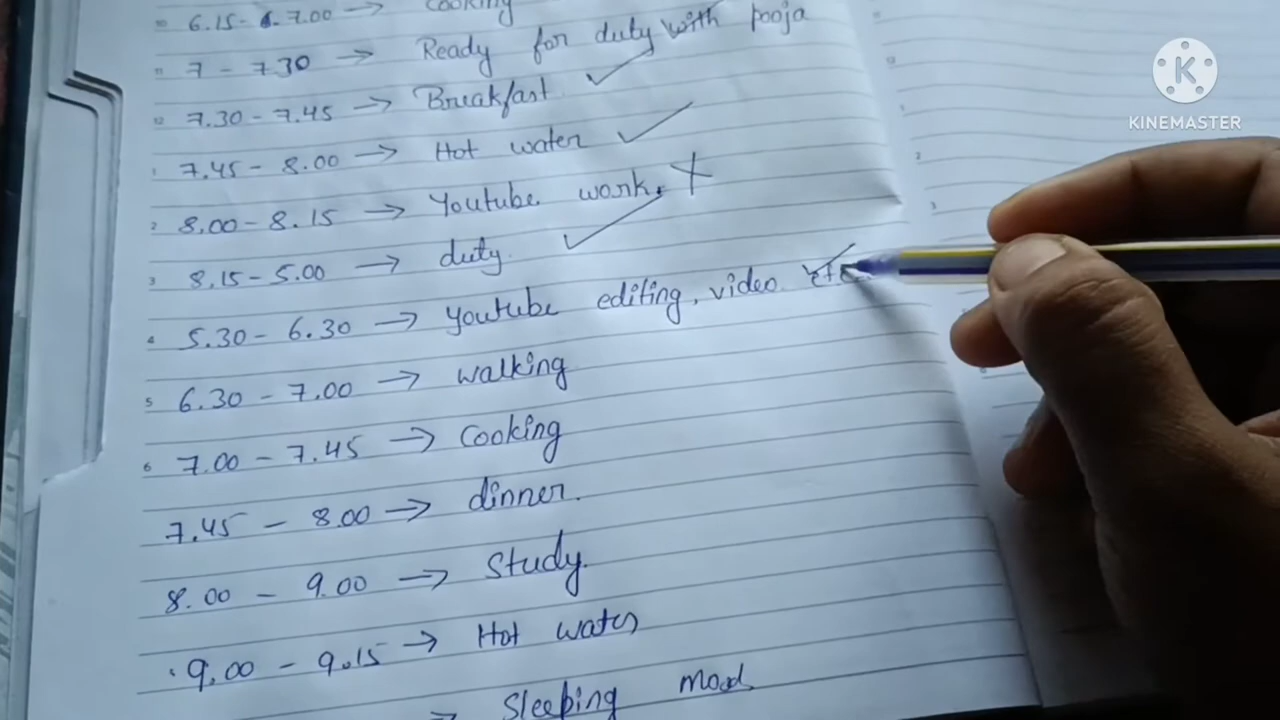 6.15 - 7.00 → Cooking
7 - 7.30 → Ready for duty with pooja
7.30 - 7.45 → Breakfast ✓
7.45 - 8.00 → Hot water ✓
8.00 - 8.15 → Youtube work. X
8.15 - 5.00 → duty. ✓
5.30 - 6.30 → Youtube editing, video etc
6.30 - 7.00 → walking
7.00 - 7.45 → Cooking
7.45 - 8.00 → dinner.
8.00 - 9.00 → Study.
9.00 - 9.15 → Hot water
→ Sleeping mood
KINEMASTER